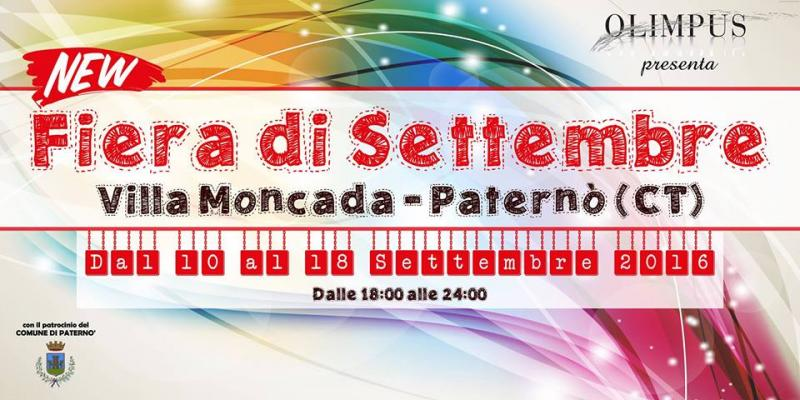 OLIMPUS
presenta
NEW
Fiera di Settembre
Villa Moncada - Paternò (CT)
Dal 10 al 18 Settembre 2016
Dalle 18:00 alle 24:00
con il patrocinio del
COMUNE DI PATERNO'